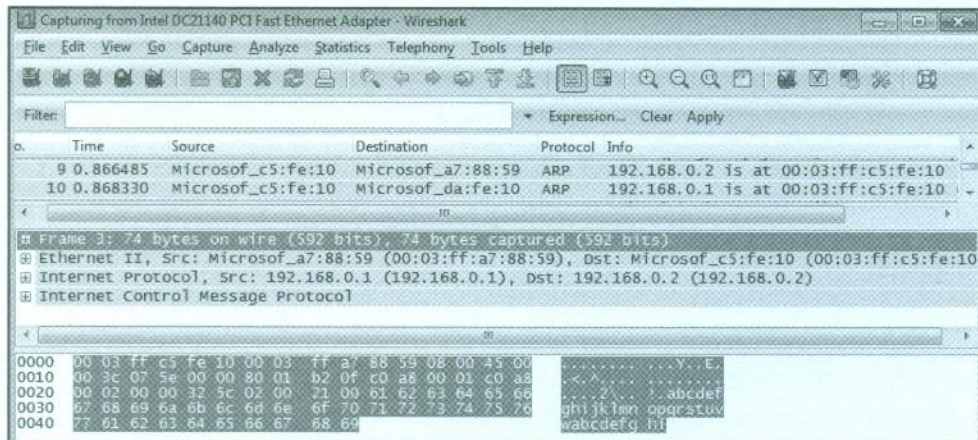 Capturing from Intel DC21140 PCI Fast Ethernet Adapter - Wireshark
File Edit View Go Capture Analyze Statistics Telephony Tools Help
Filter: Expression... Clear Apply
o. Time Source Destination Protocol Info
9 0.866485 Microsof_c5:fe:10 Microsof_a7:88:59 ARP 192.168.0.2 is at 00:03:ff:c5:fe:10
10 0.868330 Microsof_c5:fe:10 Microsof_da:fe:10 ARP 192.168.0.1 is at 00:03:ff:c5:fe:10
Frame 3: 74 bytes on wire (592 bits), 74 bytes captured (592 bits)
Ethernet II, Src: Microsof_a7:88:59 (00:03:ff:a7:88:59), Dst: Microsof_c5:fe:10 (00:03:ff:c5:fe:10
Internet Protocol, Src: 192.168.0.1 (192.168.0.1), Dst: 192.168.0.2 (192.168.0.2)
Internet Control Message Protocol
0000 00 03 ff c5 fe 10 00 03 ff a7 88 59 08 00 45 00 ........ ...Y..E.
0010 00 3c 07 5e 00 00 80 01 b2 0f c0 a8 00 01 c0 a8 .<.^.... ........
0020 00 02 00 00 32 5c 02 00 21 00 61 62 63 64 65 66 ....2\.. !.abcdef
0030 67 68 69 6a 6b 6c 6d 6e 6f 70 71 72 73 74 75 76 ghijklmn opqrstuv
0040 77 61 62 63 64 65 66 67 68 69 wabcdefg hi